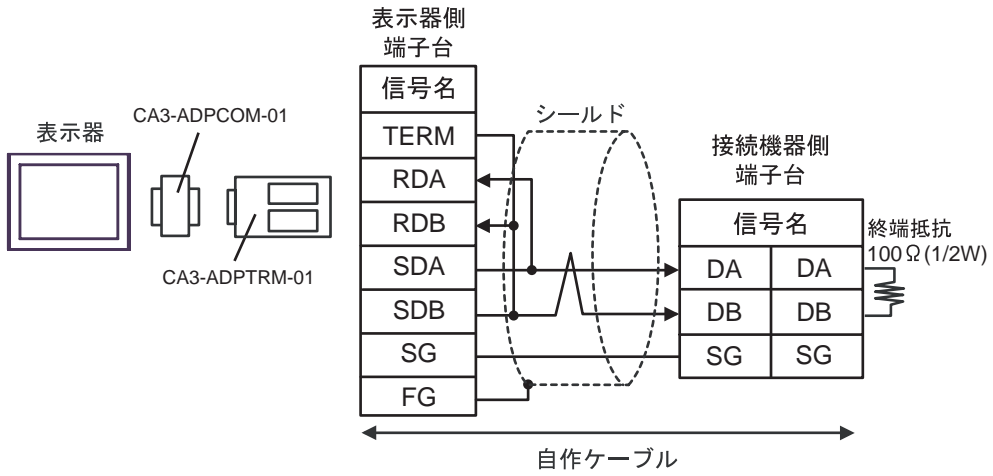 表示器
CA3-ADPCOM-01
CA3-ADPTRM-01
表示器側
端子台
信号名
TERM
RDA
RDB
SDA
SDB
SG
FG
シールド
接続機器側
端子台
信号名
DA DA
DB DB
SG SG
終端抵抗
100Ω(1/2W)
自作ケーブル